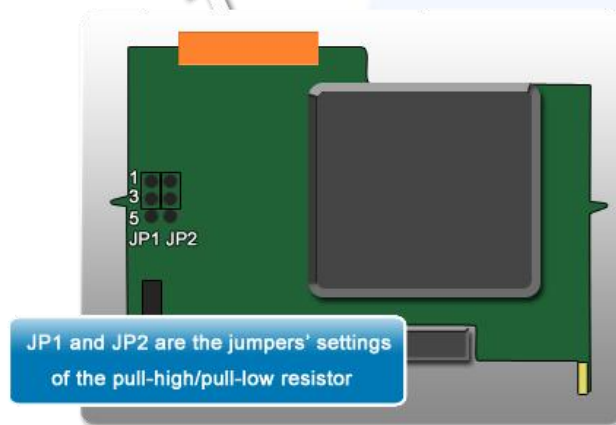 1
3
5
JP1 JP2
JP1 and JP2 are the jumpers' settings
of the pull-high/pull-low resistor